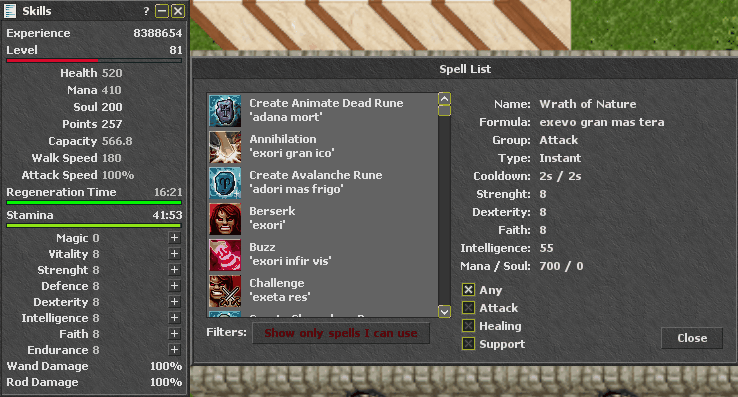 Skills ? 
Experience 8388654
Level 81
Health 520
Mana 410
Soul 200
Points 257
Capacity 566.8
Walk Speed 180
Attack Speed 100%
Regeneration Time 16:21
Stamina 41:53
Magic 0 +
Vitality 8 +
Strenght 8 +
Defence 8 +
Dexterity 8 +
Intelligence 8 +
Faith 8 +
Endurance 8 +
Wand Damage 100%
Rod Damage 100%
Spell List
Create Animate Dead Rune
'adana mort'
Annihilation
'exori gran ico'
Create Avalanche Rune
'adori mas frigo'
Berserk
'exori'
Buzz
'exori infir vis'
Challenge
'exeta res'
Filters: Show only spells I can use
Name: Wrath of Nature
Formula: exevo gran mas tera
Group: Attack
Type: Instant
Cooldown: 2s / 2s
Strenght: 8
Dexterity: 8
Faith: 8
Intelligence: 55
Mana / Soul: 700 / 0
Any
Attack
Healing
Support
Close